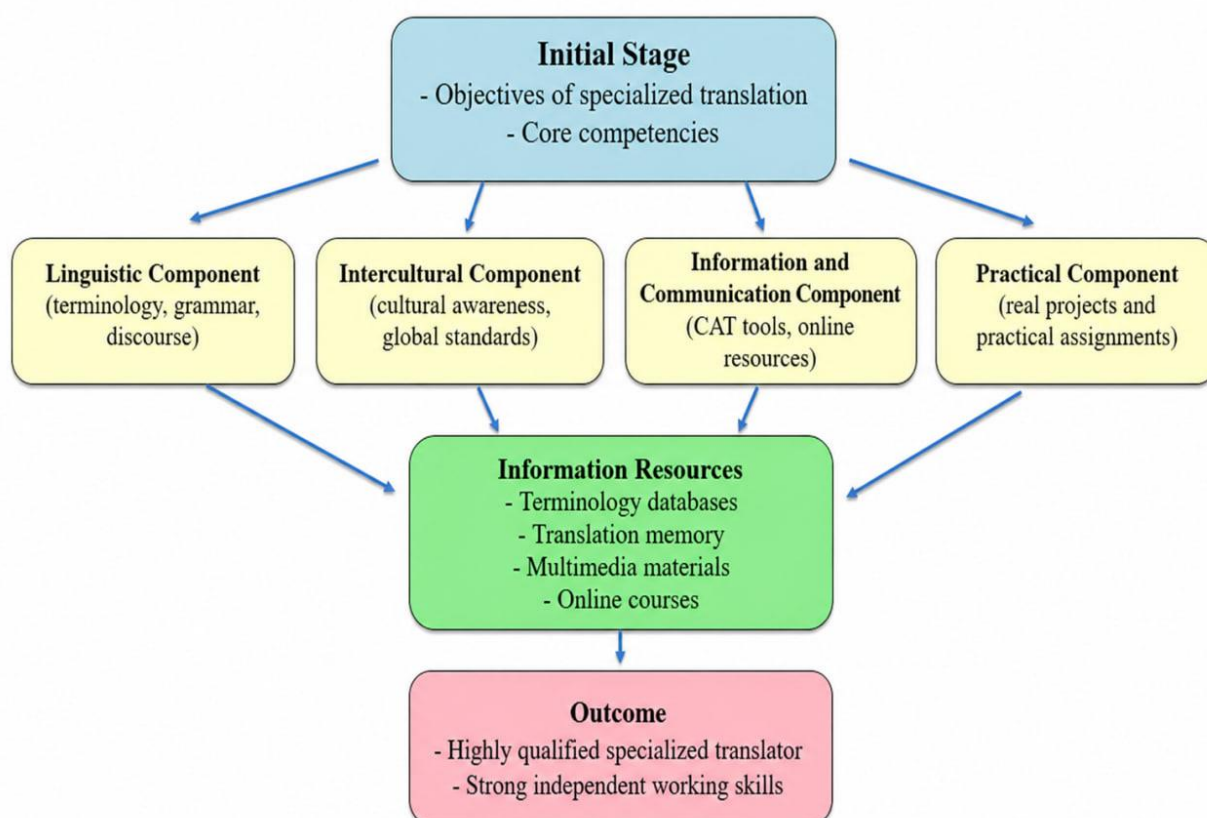 Initial Stage
- Objectives of specialized translation
- Core competencies
Linguistic Component
(terminology, grammar,
discourse)
Intercultural Component
(cultural awareness,
global standards)
Information and
Communication Component
(CAT tools, online
resources)
Practical Component
(real projects and
practical assignments)
Information Resources
- Terminology databases
- Translation memory
- Multimedia materials
- Online courses
Outcome
- Highly qualified specialized translator
- Strong independent working skills